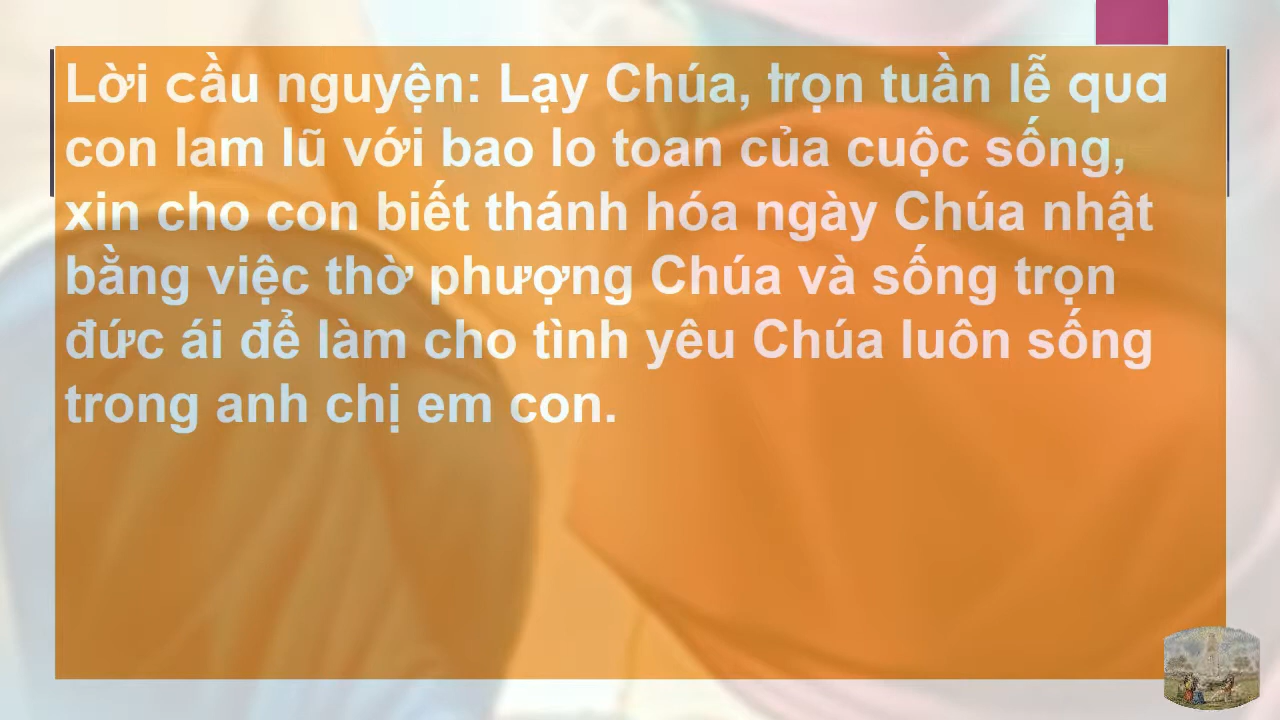 Lời cầu nguyện: Lạy Chúa, trọn tuần lễ qua
con lam lũ với bao lo toan của cuộc sống,
xin cho con biết thánh hóa ngày Chúa nhật
bằng việc thờ phượng Chúa và sống trọn
đức ái để làm cho tình yêu Chúa luôn sống
trong anh chị em con.